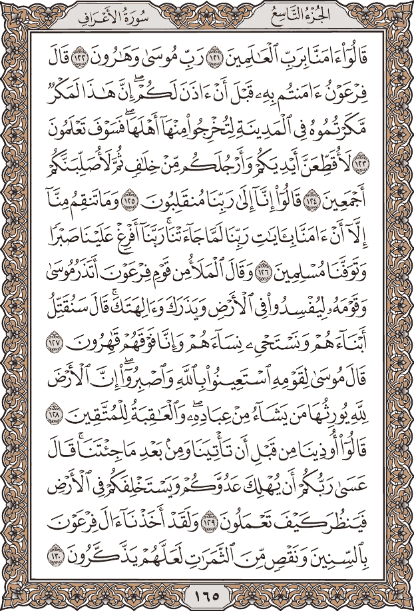 الجزء التاسع
سورة الأعراف
قَالُوٓا۟ ءَامَنَّا بِرَبِّ ٱلْعَٰلَمِينَ ١٢١ رَبِّ مُوسَىٰ وَهَٰرُونَ ١٢٢ قَالَ
فِرْعَوْنُ ءَامَنتُم بِهِۦ قَبْلَ أَنْ ءَاذَنَ لَكُمْ ۖ إِنَّ هَٰذَا لَمَكْرٌ
مَّكَرْتُمُوهُ فِى ٱلْمَدِينَةِ لِتُخْرِجُوا۟ مِنْهَآ أَهْلَهَا ۖ فَسَوْفَ تَعْلَمُونَ
١٢٣ لَأُقَطِّعَنَّ أَيْدِيَكُمْ وَأَرْجُلَكُم مِّنْ خِلَٰفٍ ثُمَّ لَأُصَلِّبَنَّكُمْ
أَجْمَعِينَ ١٢٤ قَالُوٓا۟ إِنَّآ إِلَىٰ رَبِّنَا مُنقَلِبُونَ ١٢٥ وَمَا تَنقِمُ مِنَّآ
إِلَّآ أَنْ ءَامَنَّا بِـَٔايَٰتِ رَبِّنَا لَمَّا جَآءَتْنَا ۚ رَبَّنَآ أَفْرِغْ عَلَيْنَا صَبْرًا
وَتَوَفَّنَا مُسْلِمِينَ ١٢٦ وَقَالَ ٱلْمَلَأُ مِن قَوْمِ فِرْعَوْنَ أَتَذَرُ مُوسَىٰ
وَقَوْمَهُۥ لِيُفْسِدُوا۟ فِى ٱلْأَرْضِ وَيَذَرَكَ وَءَالِهَتَكَ ۚ قَالَ سَنُقَتِّلُ
أَبْنَآءَهُمْ وَنَسْتَحْىِۦ نِسَآءَهُمْ وَإِنَّا فَوْقَهُمْ قَٰهِرُونَ ١٢٧
قَالَ مُوسَىٰ لِقَوْمِهِ ٱسْتَعِينُوا۟ بِٱللَّهِ وَٱصْبِرُوٓا۟ ۖ إِنَّ ٱلْأَرْضَ
لِلَّهِ يُورِثُهَا مَن يَشَآءُ مِنْ عِبَادِهِۦ ۖ وَٱلْعَٰقِبَةُ لِلْمُتَّقِينَ ١٢٨
قَالُوٓا۟ أُوذِينَا مِن قَبْلِ أَن تَأْتِيَنَا وَمِنۢ بَعْدِ مَا جِئْتَنَا ۚ قَالَ
عَسَىٰ رَبُّكُمْ أَن يُهْلِكَ عَدُوَّكُمْ وَيَسْتَخْلِفَكُمْ فِى ٱلْأَرْضِ
فَيَنظُرَ كَيْفَ تَعْمَلُونَ ١٢٩ وَلَقَدْ أَخَذْنَآ ءَالَ فِرْعَوْنَ
بِٱلسِّنِينَ وَنَقْصٍ مِّنَ ٱلثَّمَرَٰتِ لَعَلَّهُمْ يَذَّكَّرُونَ ١٣٠
١٦٥